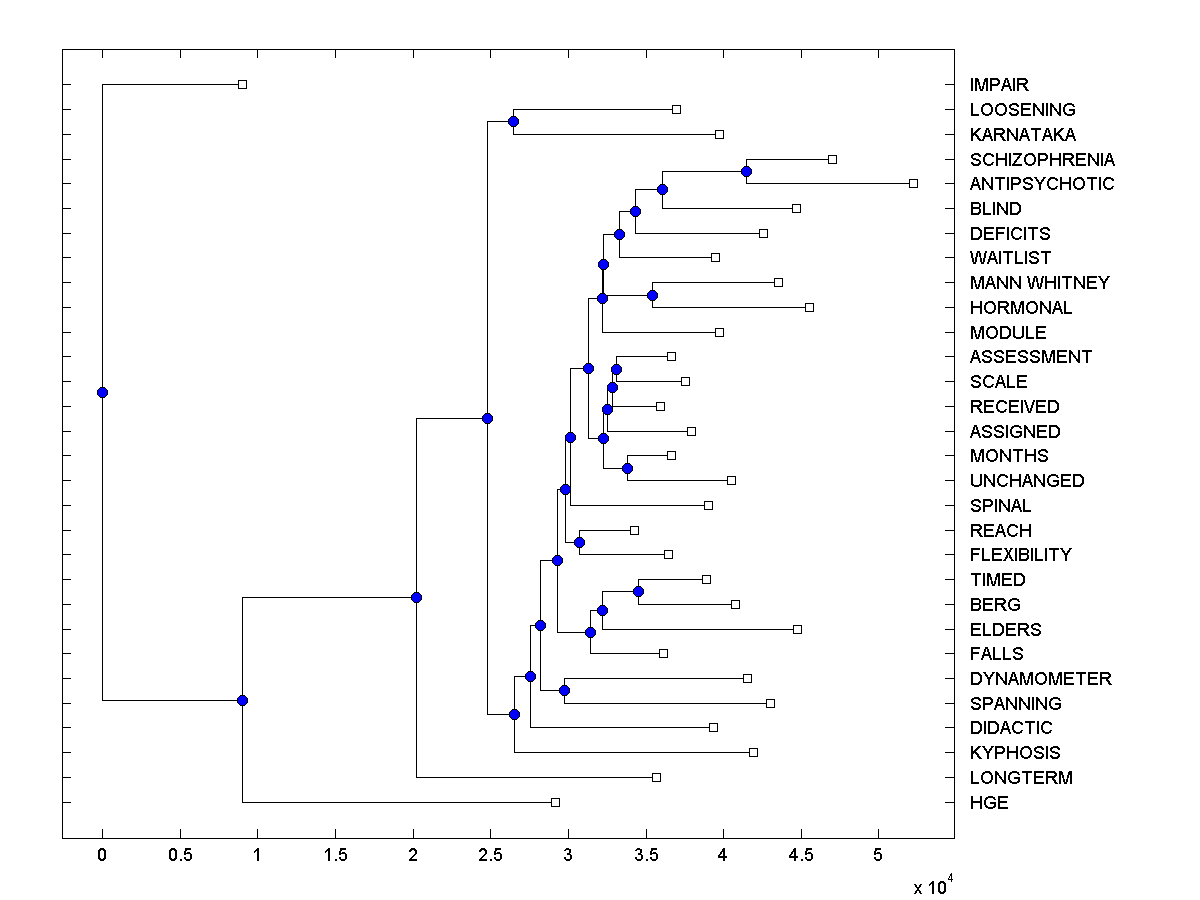 IMPAIR
LOOSENING
KARNATAKA
SCHIZOPHRENIA
ANTIPSYCHOTIC
BLIND
DEFICITS
WAITLIST
MANN WHITNEY
HORMONAL
MODULE
ASSESSMENT
SCALE
RECEIVED
ASSIGNED
MONTHS
UNCHANGED
SPINAL
REACH
FLEXIBILITY
TIMED
BERG
ELDERS
FALLS
DYNAMOMETER
SPANNING
DIDACTIC
KYPHOSIS
LONGTERM
HGE
0 0.5 1 1.5 2 2.5 3 3.5 4 4.5 5
x 10^4